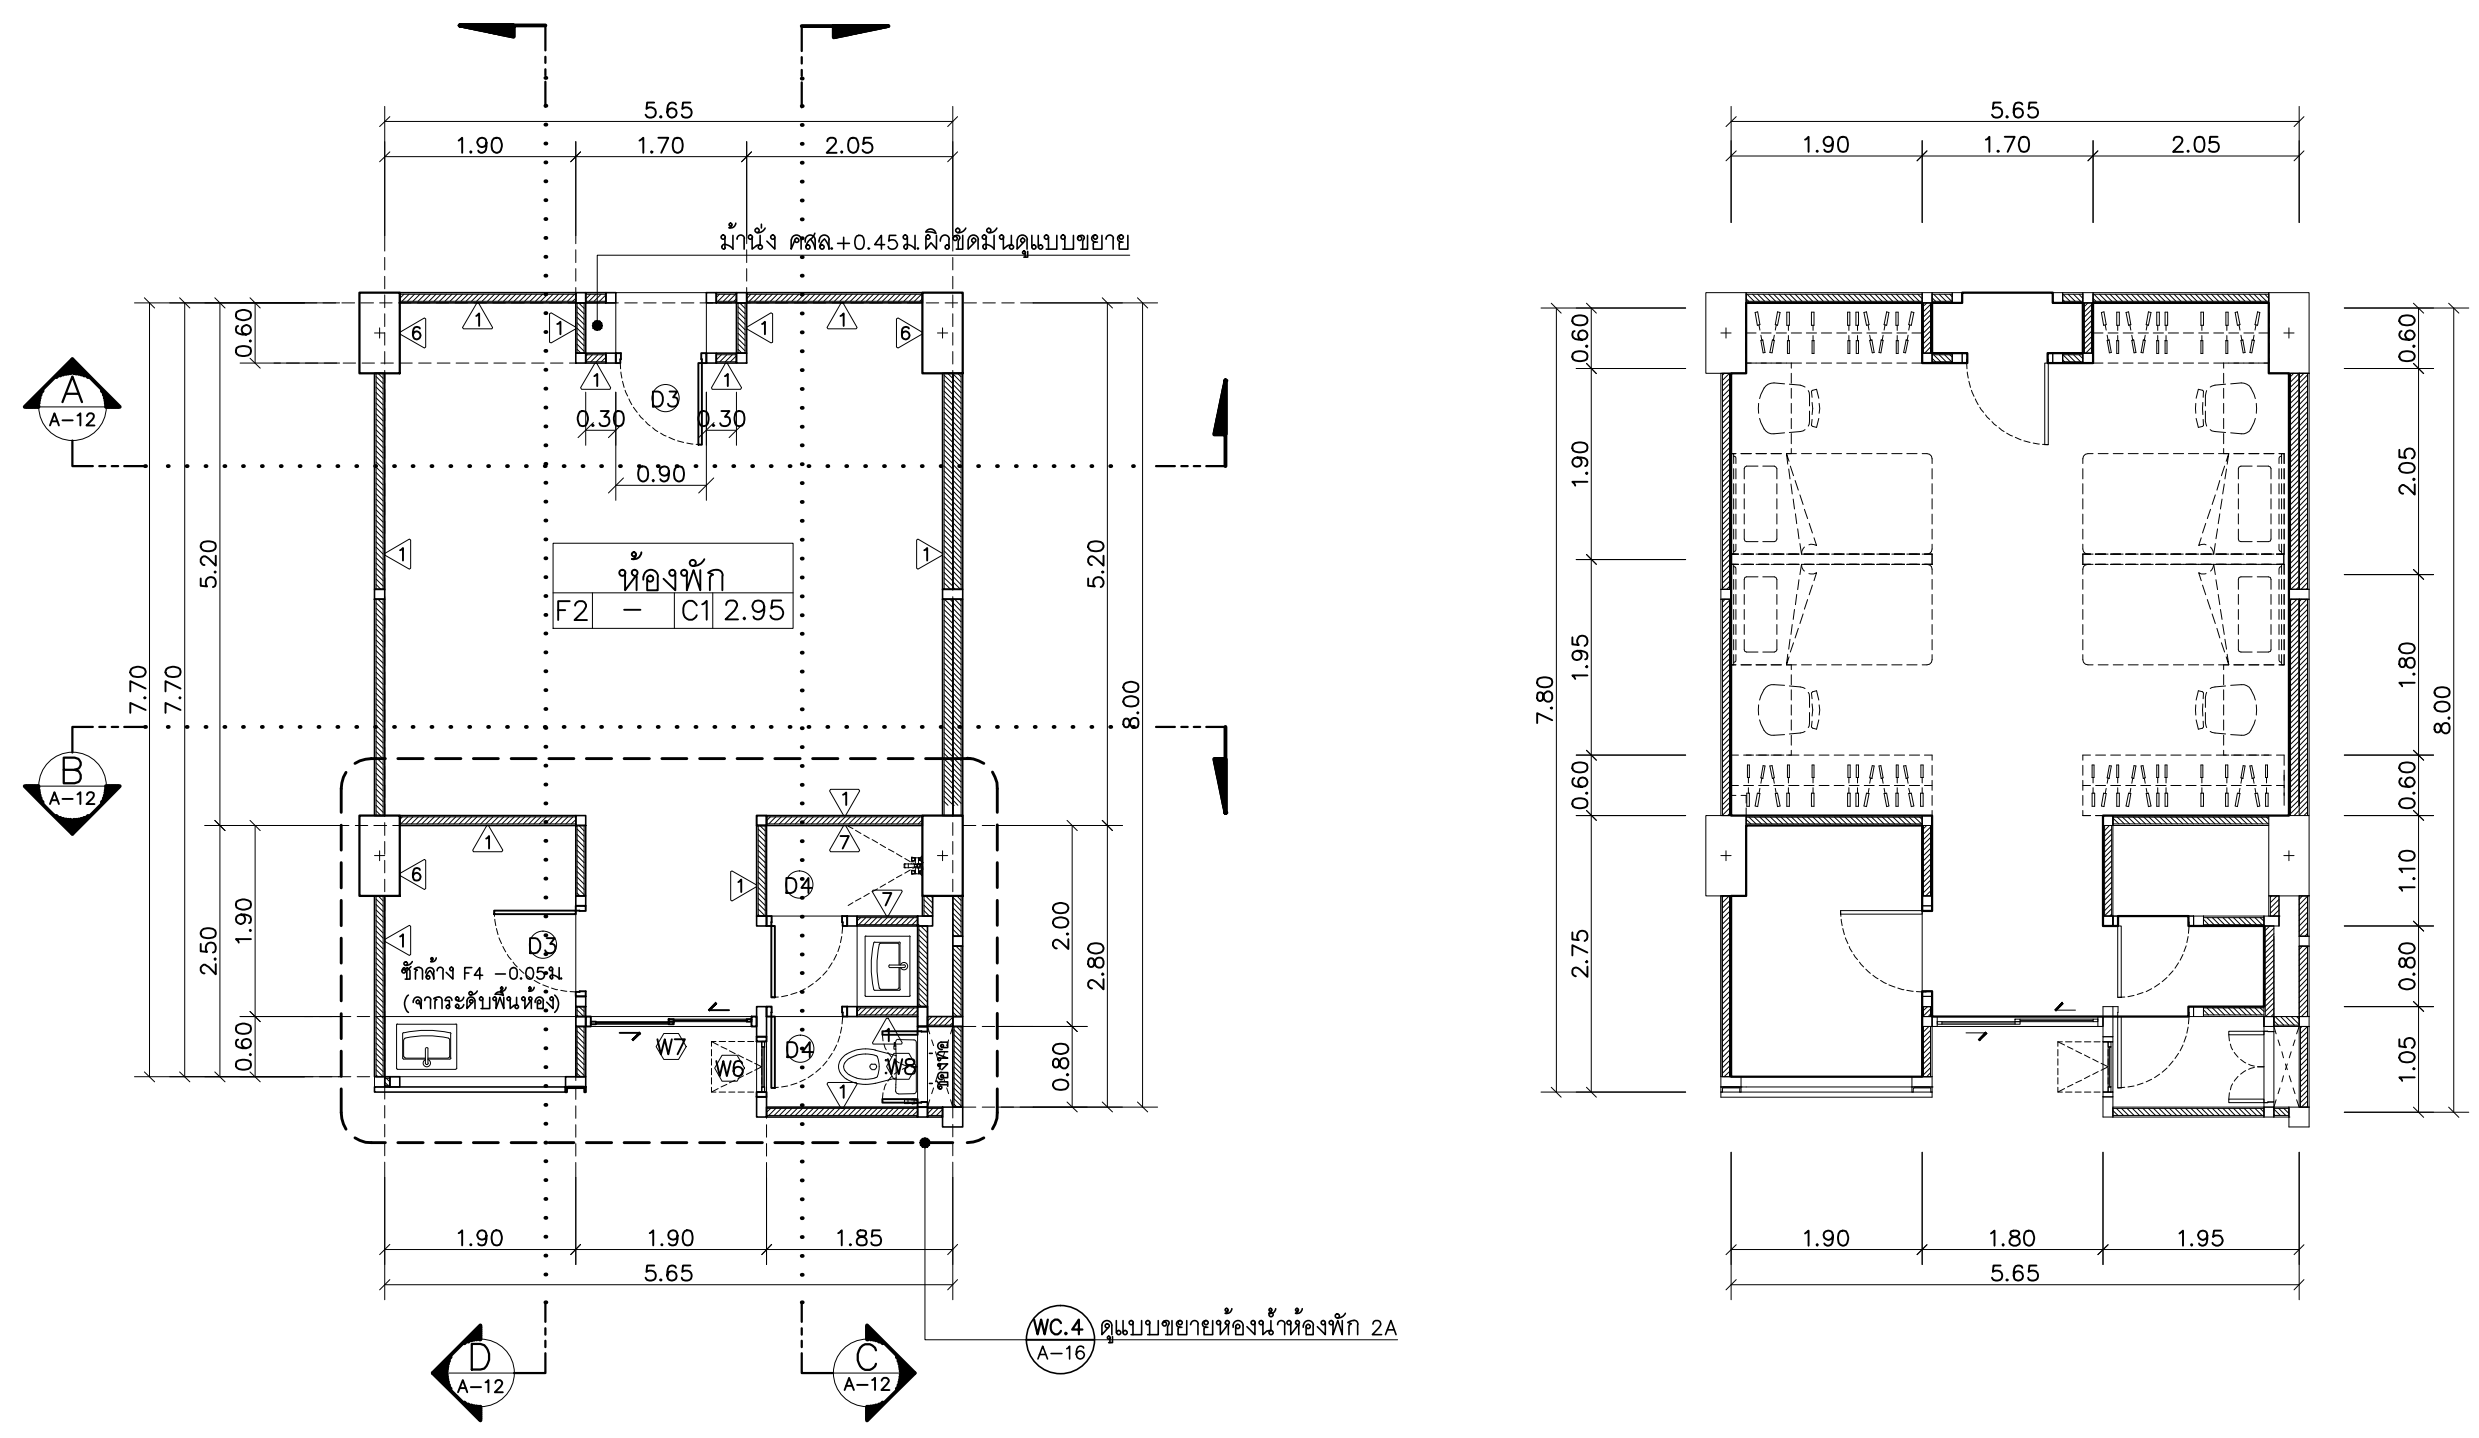 5.65
1.90 1.70 2.05
ม้านั่ง คสล.+0.45ม.ผิวขัดมันดูแบบขยาย
0.60
6 1 1 1 1 1 1 6
A
A-12
0.30 D3 0.30
0.90
7.70 7.70 5.20
1 1
ห้องพัก
F2 - C1 2.95
5.20 8.00
B
A-12
1 1 7
6 1 D4 7
2.50 1.90
1 D3
ซักล้าง F4 -0.05ม.
(จากระดับพื้นห้อง)
2.00 2.80
0.60
W7 W6 D4 1 W8 1
ช่องท่อ
0.80
1.90 1.90 1.85
5.65
WC.4 ดูแบบขยายห้องน้ำห้องพัก 2A
A-16
D
A-12
C
A-12
5.65
1.90 1.70 2.05
0.60 0.60
1.90 2.05
7.80 1.95 1.80 8.00
0.60 0.60
2.75 1.10
0.80
1.05
1.90 1.80 1.95
5.65